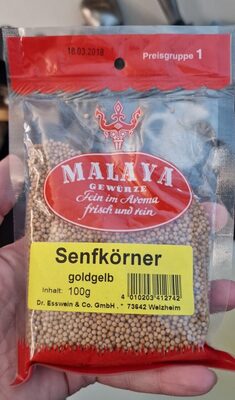 18.03.2018
Preisgruppe 1
MALAYA
GEWÜRZE
Fein im Aroma
frisch und rein
Senfkörner
goldgelb
Inhalt: 100g
4 010203 412742
Dr. Esswein & Co. GmbH . * 73642 Welzheim